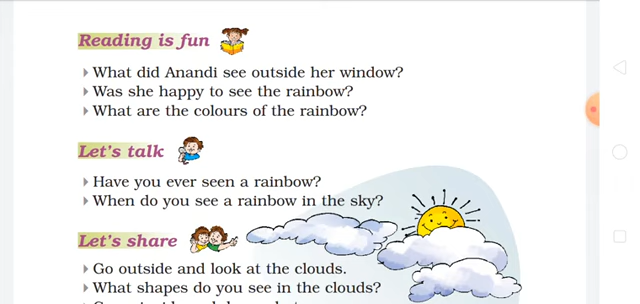 Reading is fun
What did Anandi see outside her window?
Was she happy to see the rainbow?
What are the colours of the rainbow?
Let's talk
Have you ever seen a rainbow?
When do you see a rainbow in the sky?
Let's share
Go outside and look at the clouds.
What shapes do you see in the clouds?